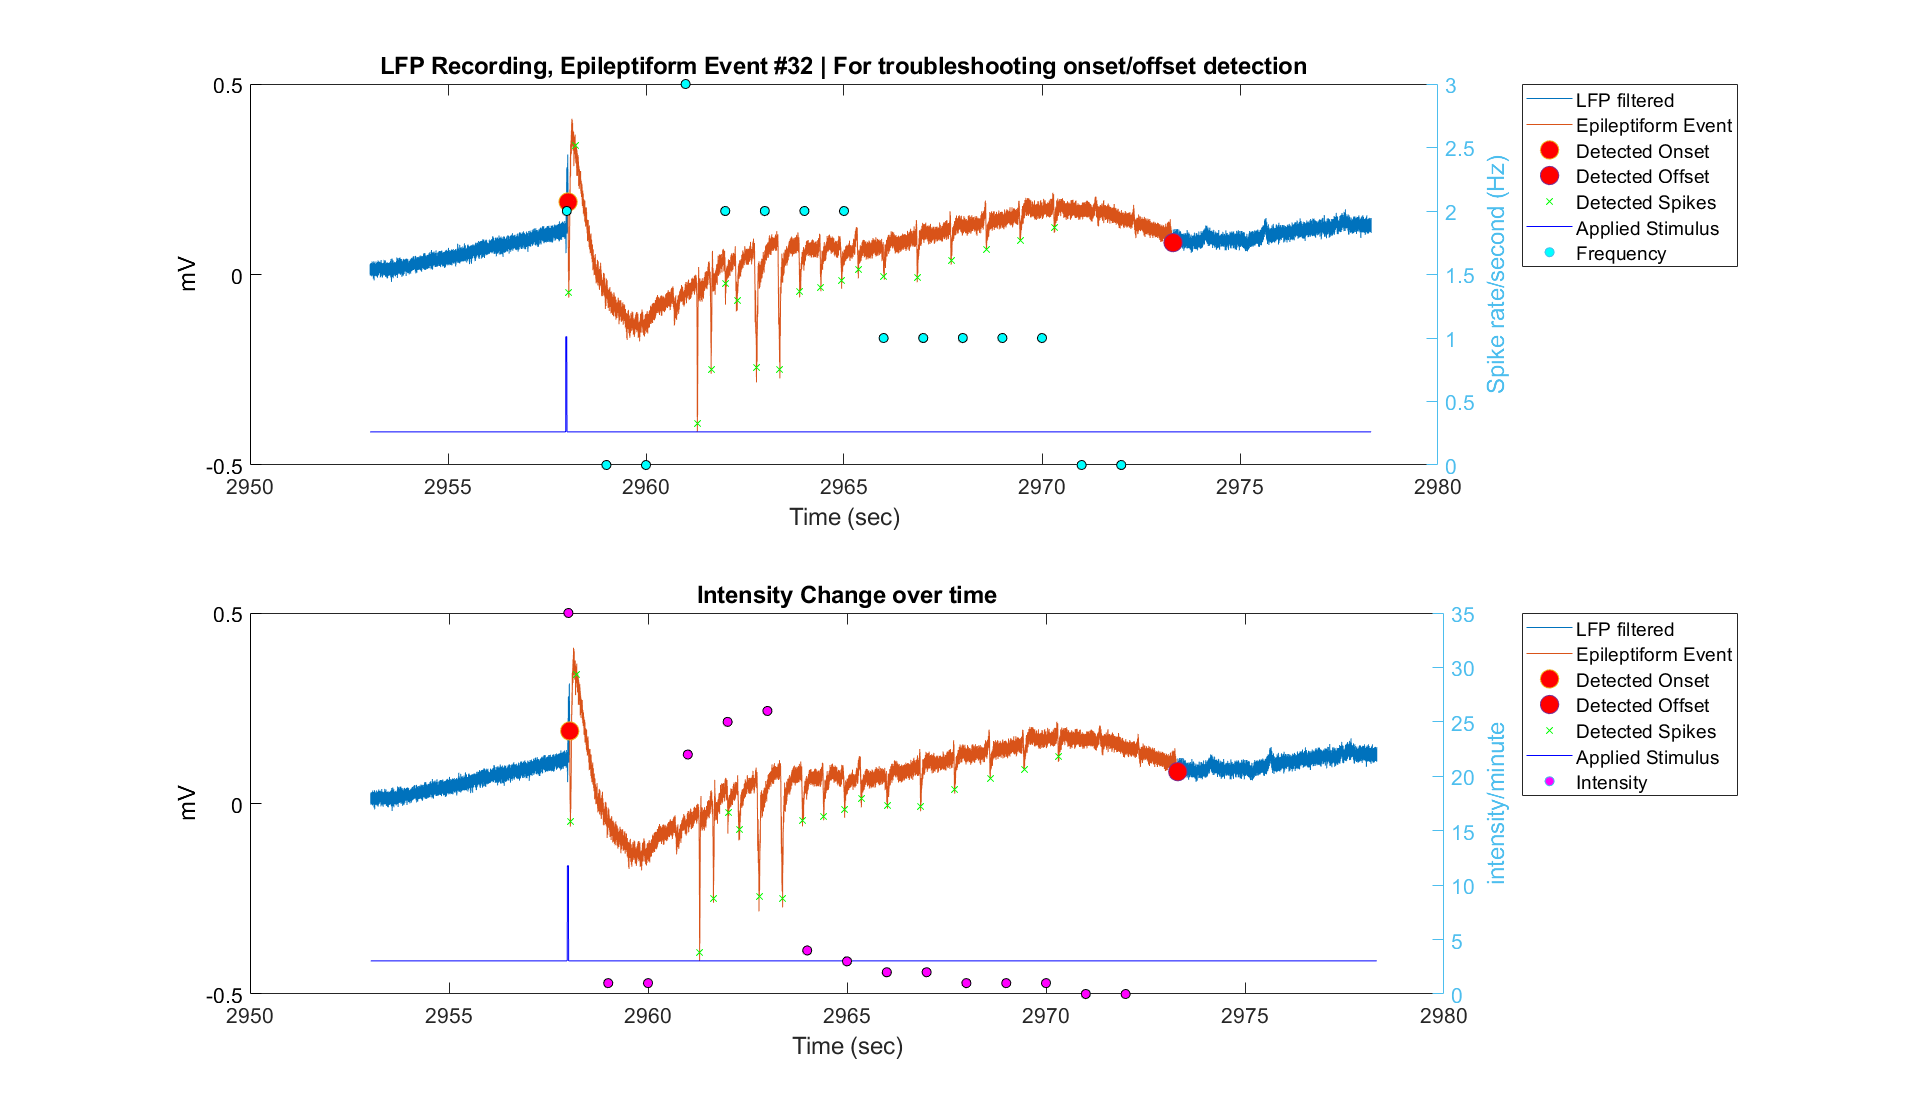 LFP Recording, Epileptiform Event #32 | For troubleshooting onset/offset detection
0.5
0
-0.5
mV
2950 2955 2960 2965 2970 2975 2980
Time (sec)
3
2.5
2
1.5
1
0.5
0
Spike rate/second (Hz)
LFP filtered
Epileptiform Event
Detected Onset
Detected Offset
Detected Spikes
Applied Stimulus
Frequency
Intensity Change over time
0.5
0
-0.5
mV
2950 2955 2960 2965 2970 2975 2980
Time (sec)
35
30
25
20
15
10
5
0
intensity/minute
LFP filtered
Epileptiform Event
Detected Onset
Detected Offset
Detected Spikes
Applied Stimulus
Intensity